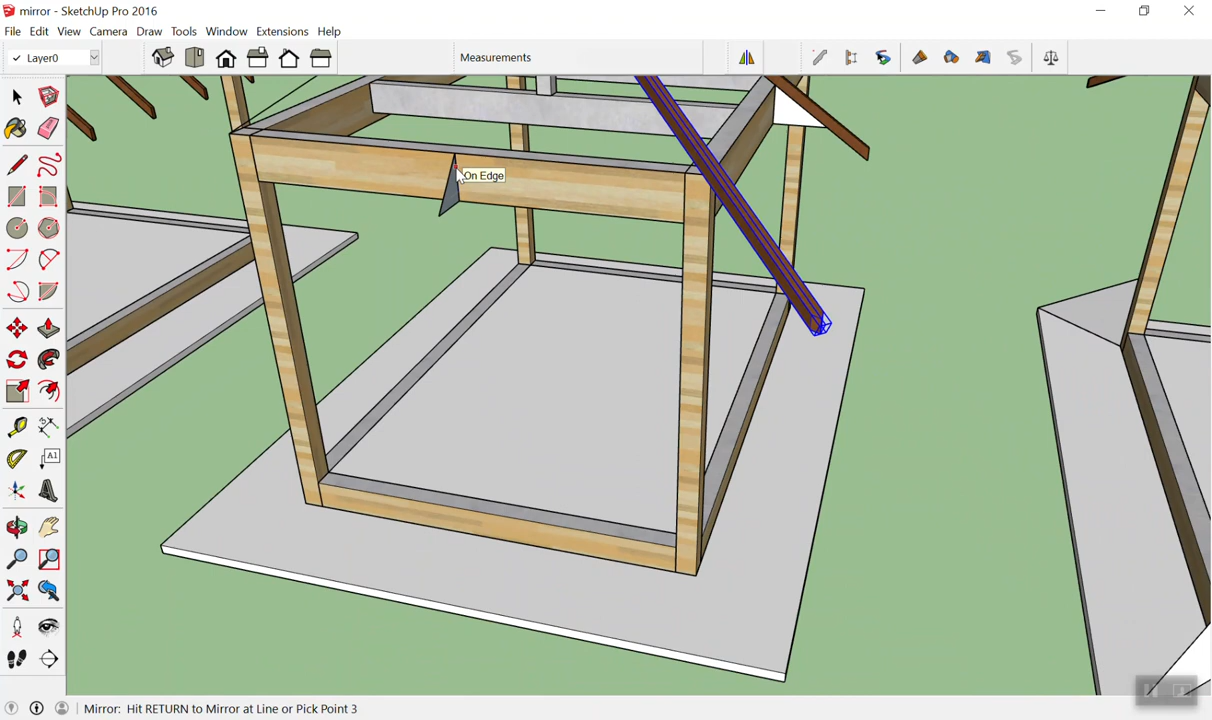 mirror - SketchUp Pro 2016
File Edit View Camera Draw Tools Window Extensions Help
Layer0
Measurements
On Edge
A1
Mirror: Hit RETURN to Mirror at Line or Pick Point 3